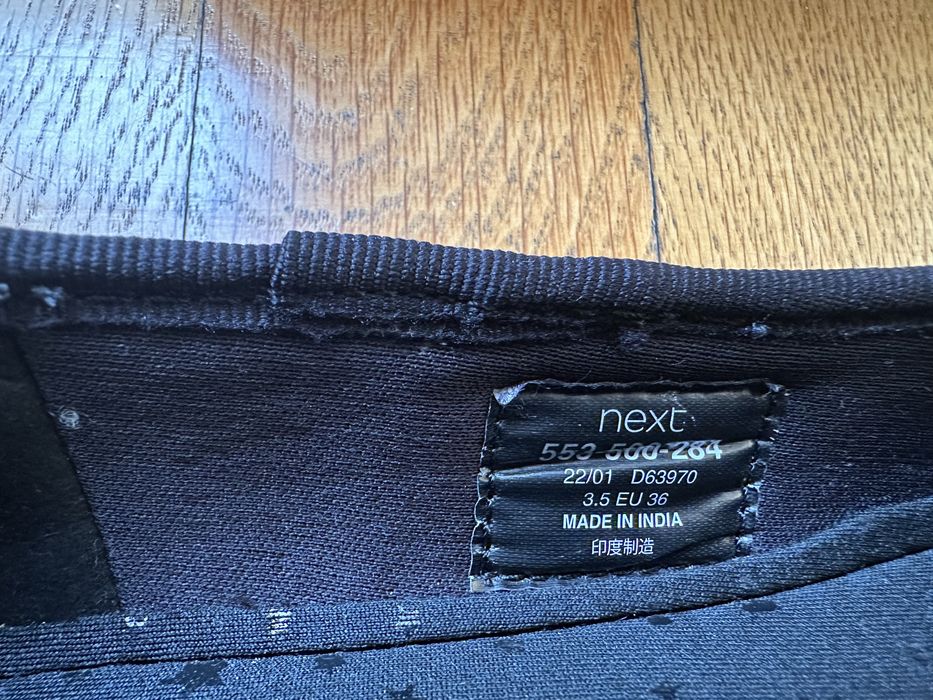 next
553 500-284
22/01 D63970
3.5 EU 36
MADE IN INDIA
印度制造